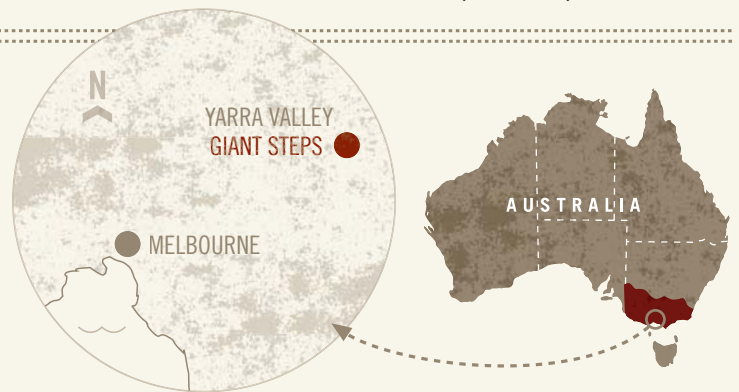 N
YARRA VALLEY
GIANT STEPS
MELBOURNE
AUSTRALIA